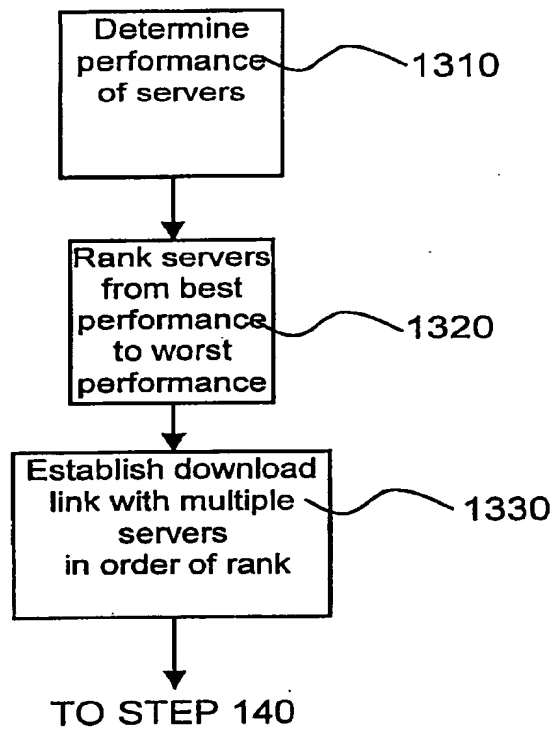 Determine
performance
of servers
1310
Rank servers
from best
performance
to worst
performance
1320
Establish download
link with multiple
servers
in order of rank
1330
TO STEP 140